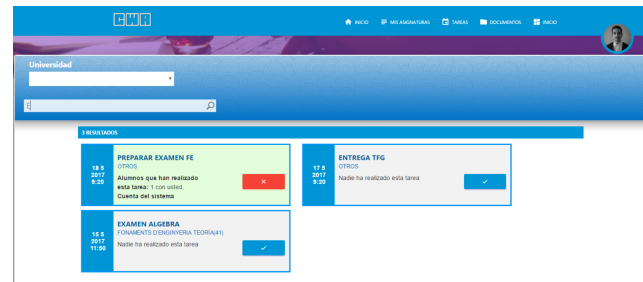 CWA
INICIO MIS ASIGNATURAS TAREAS DOCUMENTOS INICIO
Universidad
E
3 RESULTADOS
18 5
2017
9:20
PREPARAR EXAMEN FE
OTROS
Alumnos que han realizado
esta tarea: 1 con usted,
Cuenta del sistema
17 5
2017
9:20
ENTREGA TFG
OTROS
Nadie ha realizado esta tarea
15 5
2017
11:50
EXAMEN ALGEBRA
FONAMENTS D'ENGINYERIA TEORÍA(41)
Nadie ha realizado esta tarea